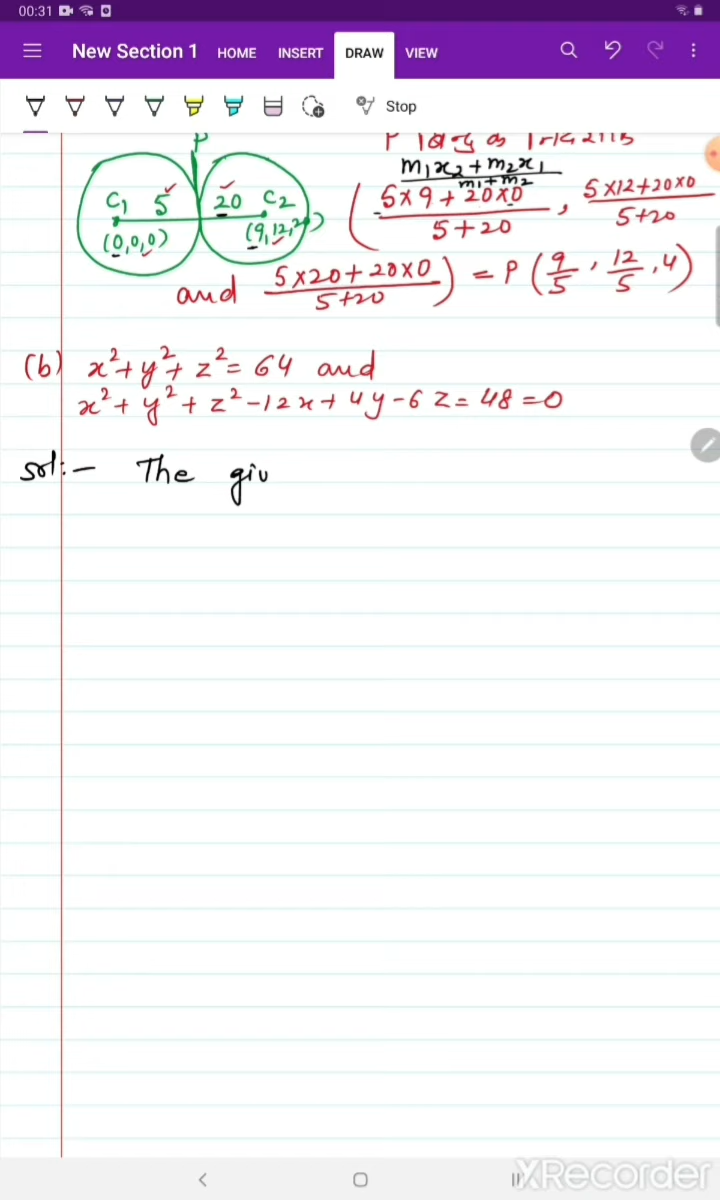 00:31
New Section 1 HOME INSERT DRAW VIEW
Stop
P
m₁x₂+m₂x₁ / m₁+m₂
C₁ 5 20 C₂
(0,0,0) (9,12,20)
( 5×9+20×0 / 5+20 , 5×12+20×0 / 5+20
and 5×20+20×0 / 5+20 ) = P ( 9/5 , 12/5 , 4 )
(b) x²+y²+z²=64 and
x²+y²+z²-12x+4y-6z=48=0
Sol:- The giv
XRecorder